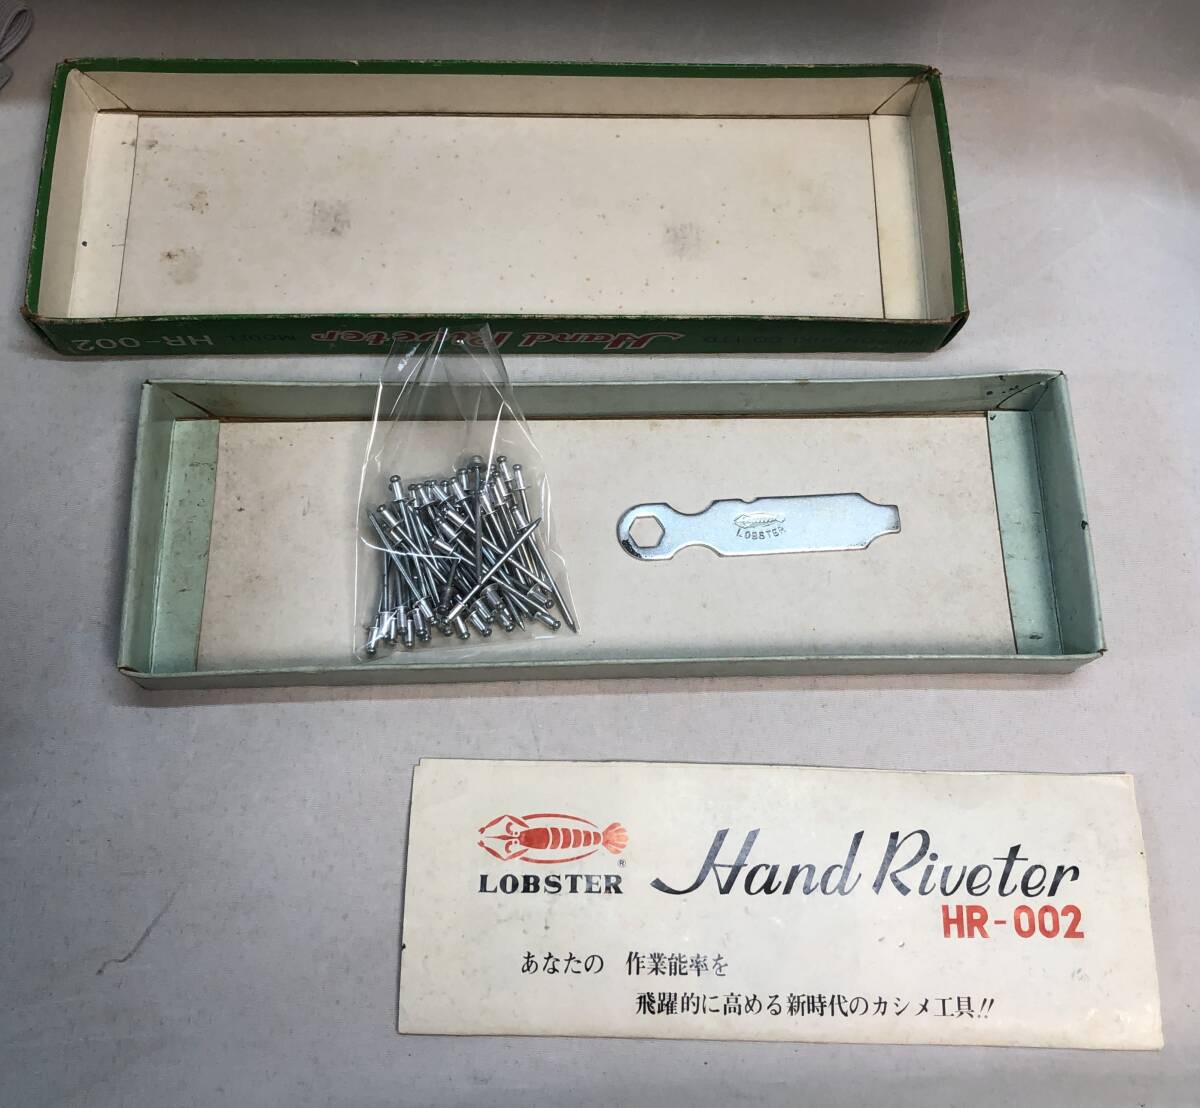 Hand Riveter MODEL HR-002
LOBSTER
®
LOBSTER
Hand Riveter
HR-002
あなたの 作業能率を
飛躍的に高める新時代のカシメ工具!!